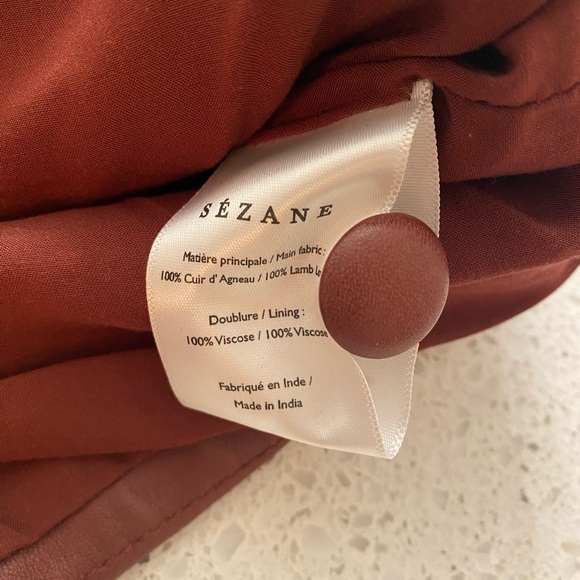 SÉZANE
Matière principale / Main fabric:
100% Cuir d'Agneau / 100% Lamb
Doublure / Lining :
100% Viscose / 100% Viscose
Fabriqué en Inde /
Made in India